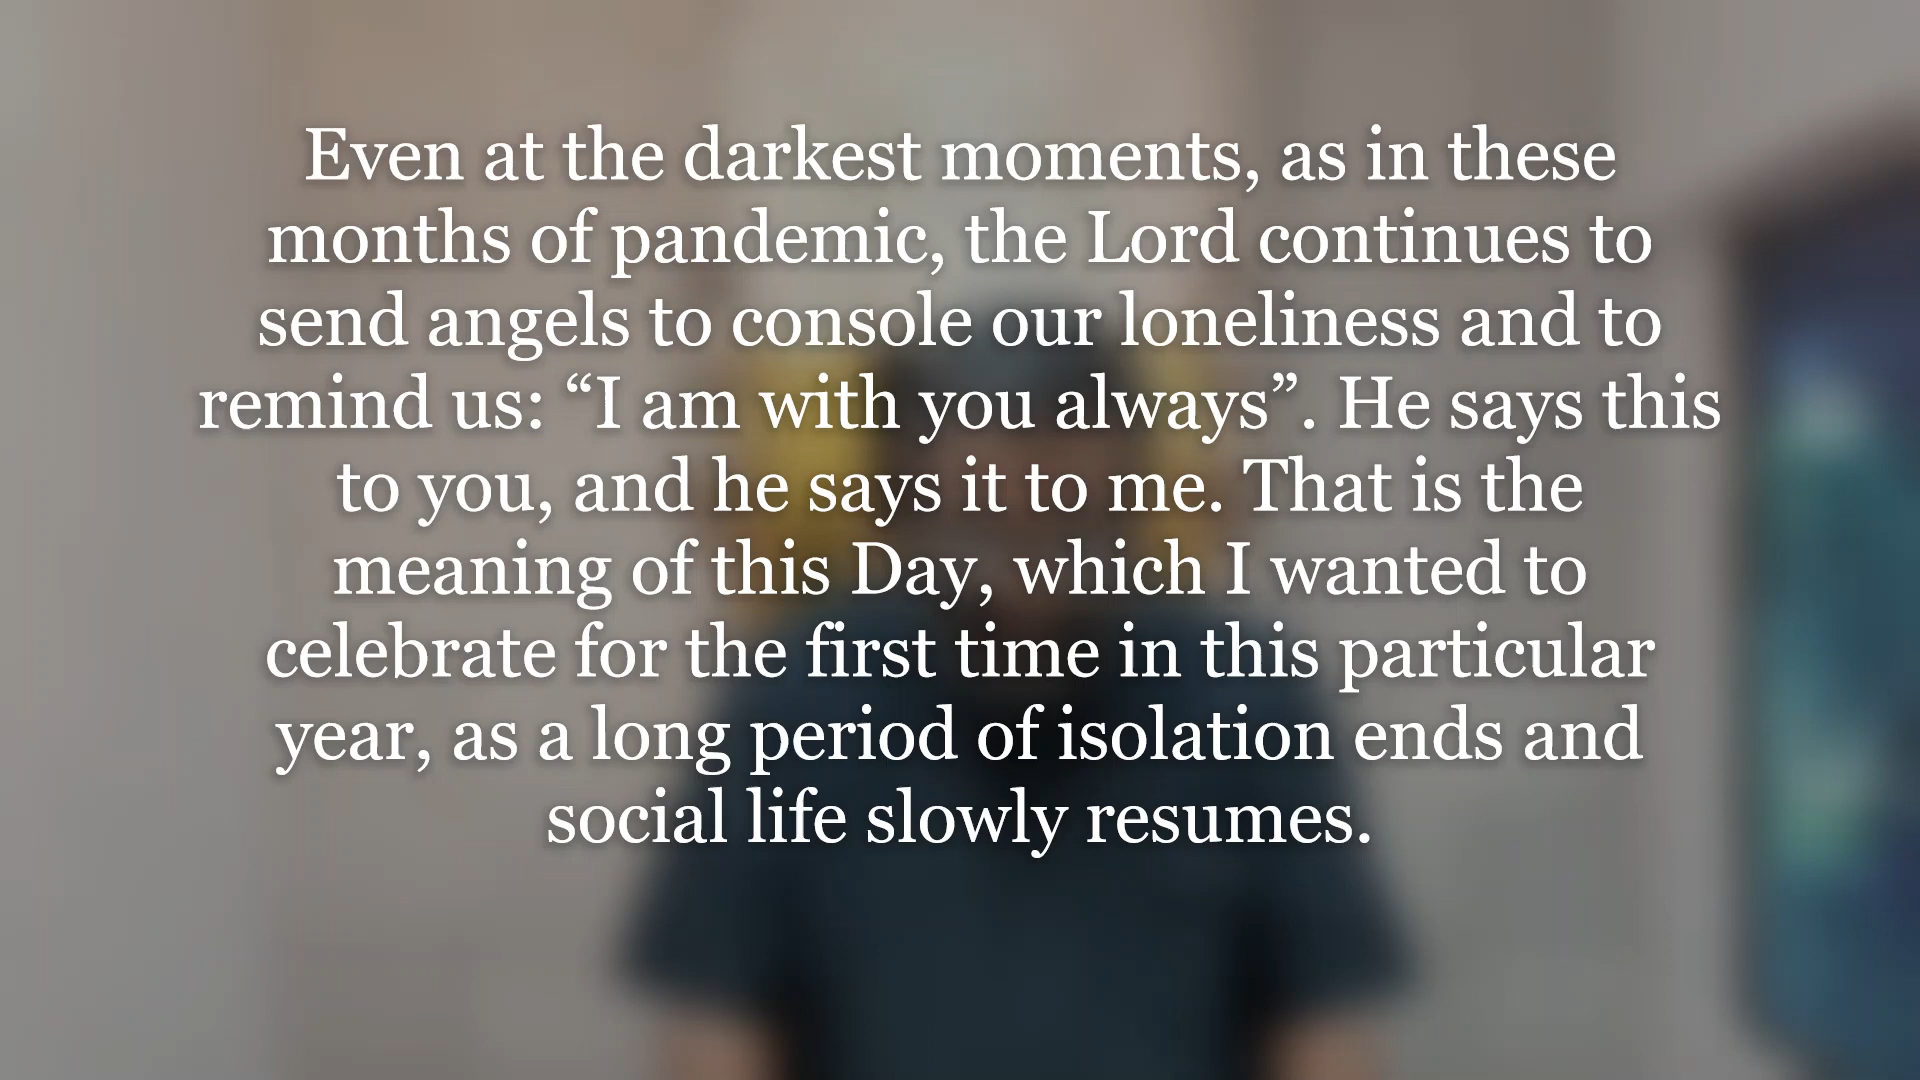 Even at the darkest moments, as in these
months of pandemic, the Lord continues to
send angels to console our loneliness and to
remind us: “I am with you always”. He says this
to you, and he says it to me. That is the
meaning of this Day, which I wanted to
celebrate for the first time in this particular
year, as a long period of isolation ends and
social life slowly resumes.